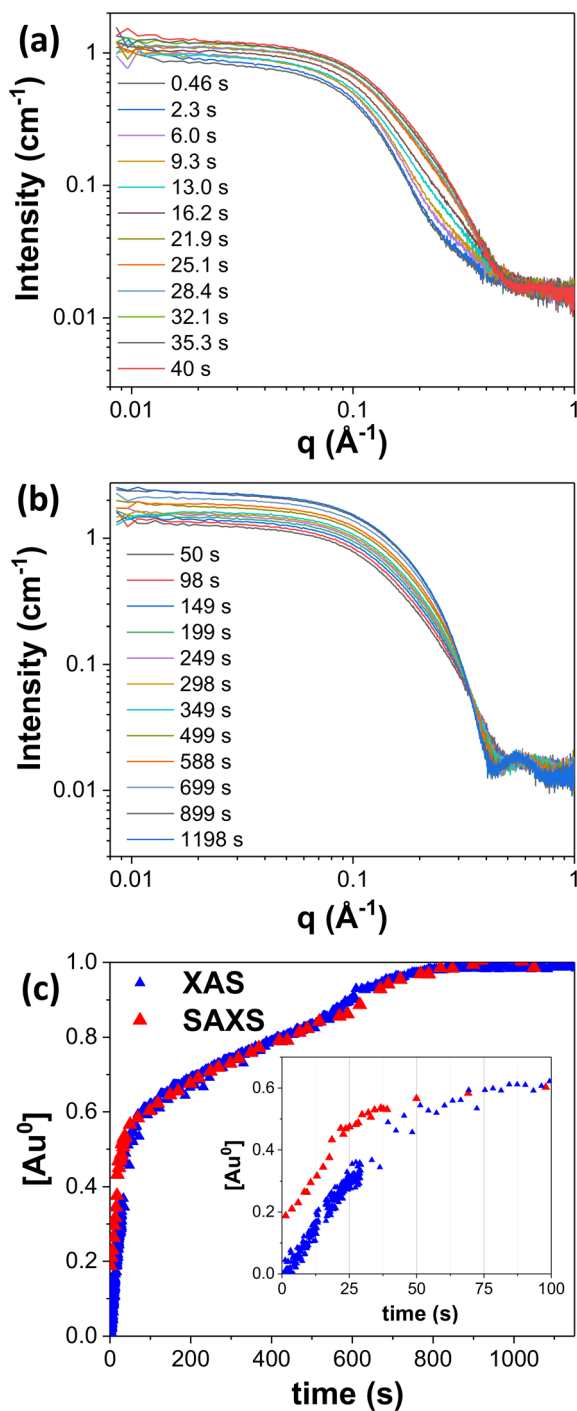 (a)
1
0.1
0.01
Intensity (cm⁻¹)
0.46 s
2.3 s
6.0 s
9.3 s
13.0 s
16.2 s
21.9 s
25.1 s
28.4 s
32.1 s
35.3 s
40 s
0.01 0.1 1
q (Å⁻¹)
(b)
1
0.1
0.01
Intensity (cm⁻¹)
50 s
98 s
149 s
199 s
249 s
298 s
349 s
499 s
588 s
699 s
899 s
1198 s
0.01 0.1 1
q (Å⁻¹)
(c)
XAS
SAXS
1.0
0.8
0.6
0.4
0.2
0.0
[Au⁰]
0.6
0.4
0.2
0.0
[Au⁰]
0 25 50 75 100
time (s)
0 200 400 600 800 1000
time (s)